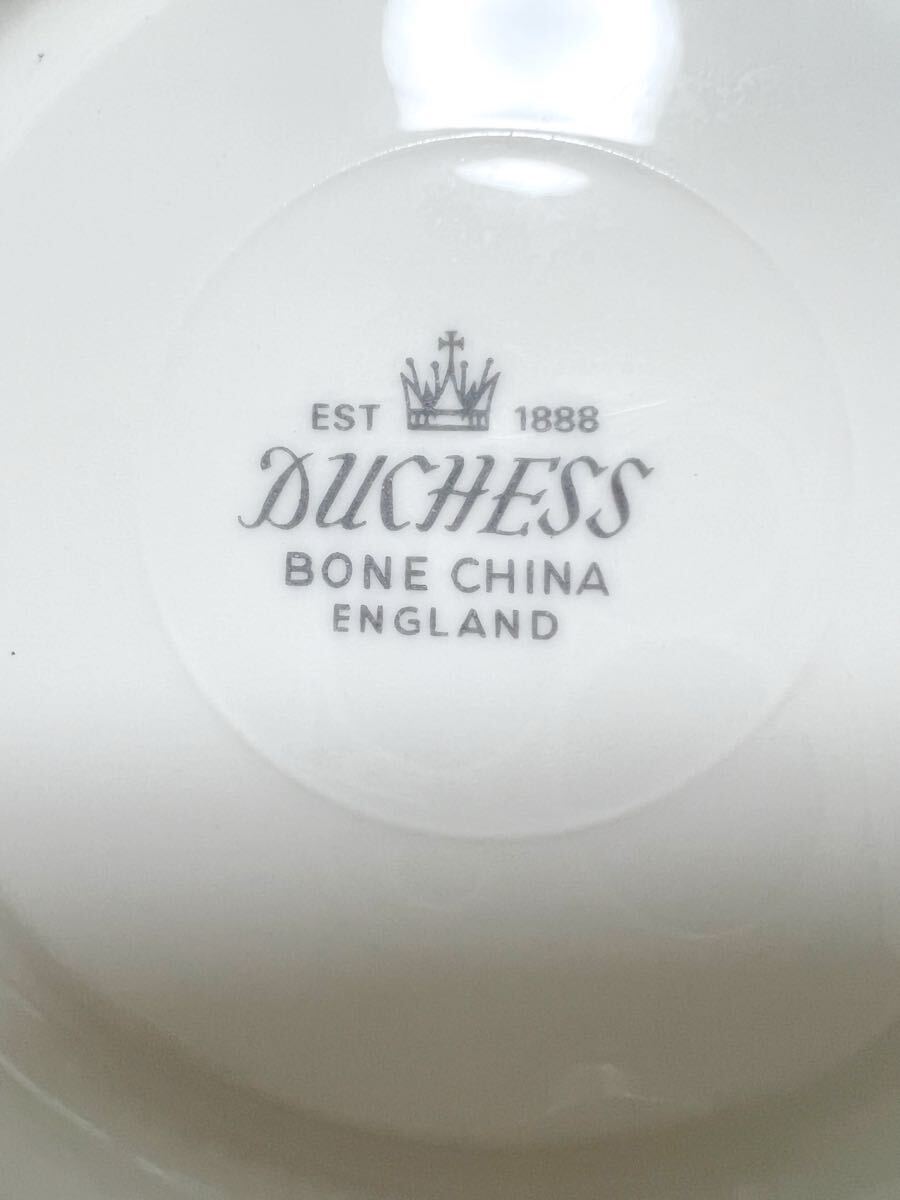 EST 1888
DUCHESS
BONE CHINA
ENGLAND